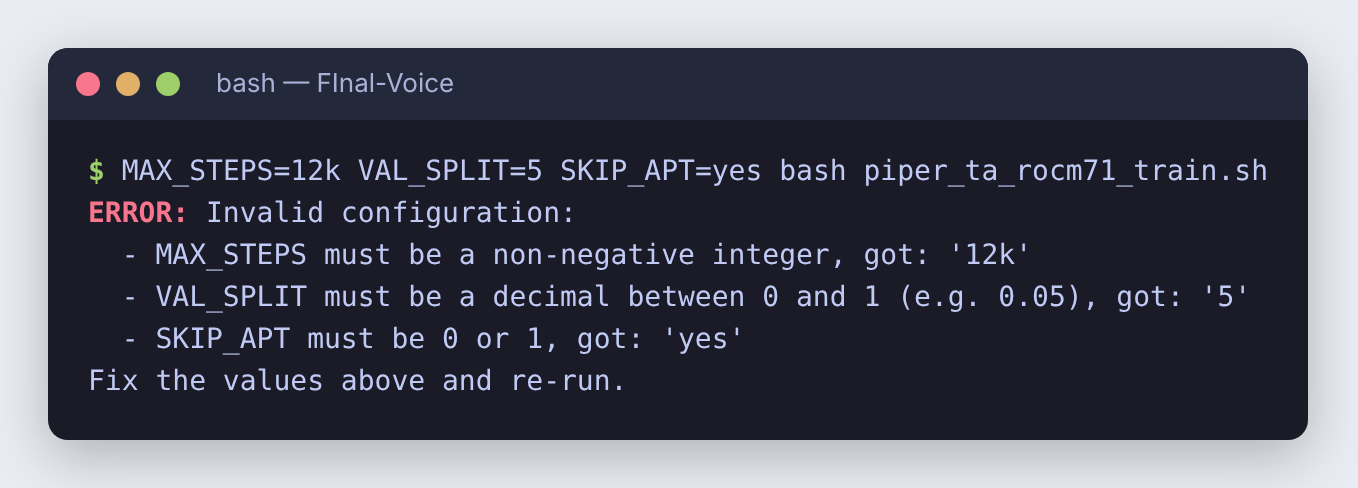 bash — FInal-Voice
$ MAX_STEPS=12k VAL_SPLIT=5 SKIP_APT=yes bash piper_ta_rocm71_train.sh
ERROR: Invalid configuration:
  - MAX_STEPS must be a non-negative integer, got: '12k'
  - VAL_SPLIT must be a decimal between 0 and 1 (e.g. 0.05), got: '5'
  - SKIP_APT must be 0 or 1, got: 'yes'
Fix the values above and re-run.